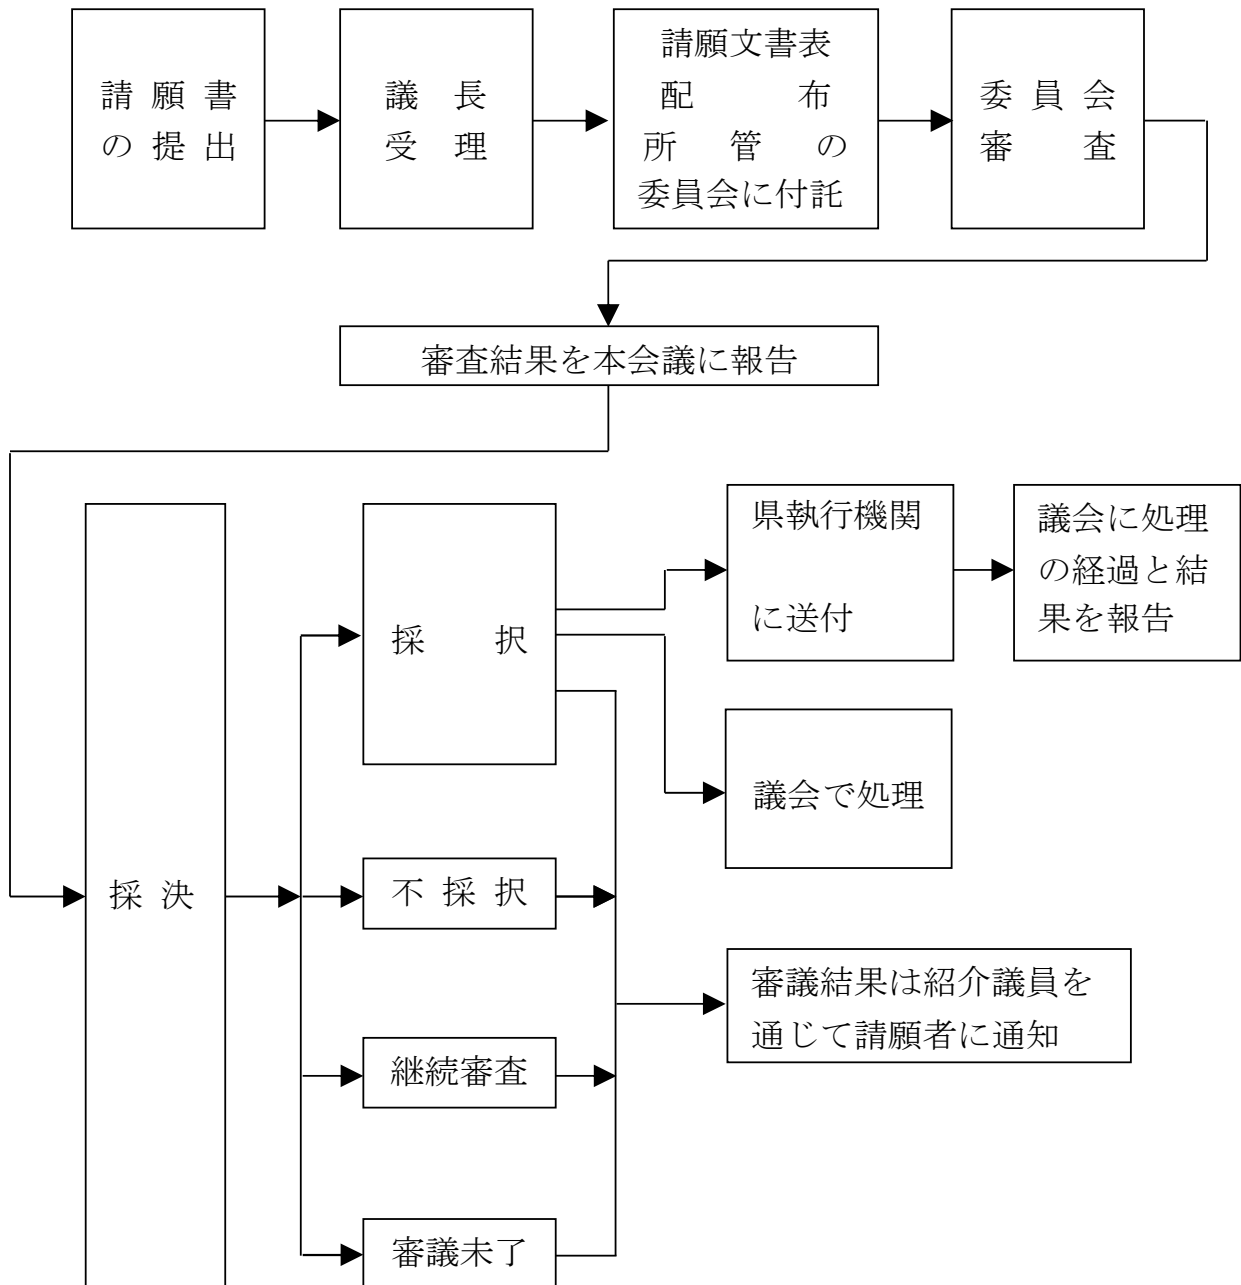 請願書
の提出
議長
受理
請願文書表
配布
所管の
委員会に付託
委員会
審査
審査結果を本会議に報告
県執行機関
に送付
議会に処理
の経過と結
果を報告
採択
議会で処理
採決
不採択
審議結果は紹介議員を
通じて請願者に通知
継続審査
審議未了